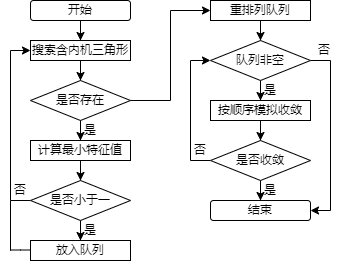 开始
搜索含内机三角形
是否存在
是
计算最小特征值
否
是否小于一
是
放入队列
重排列队列
否
队列非空
是
按顺序模拟收敛
否
是否收敛
是
结束